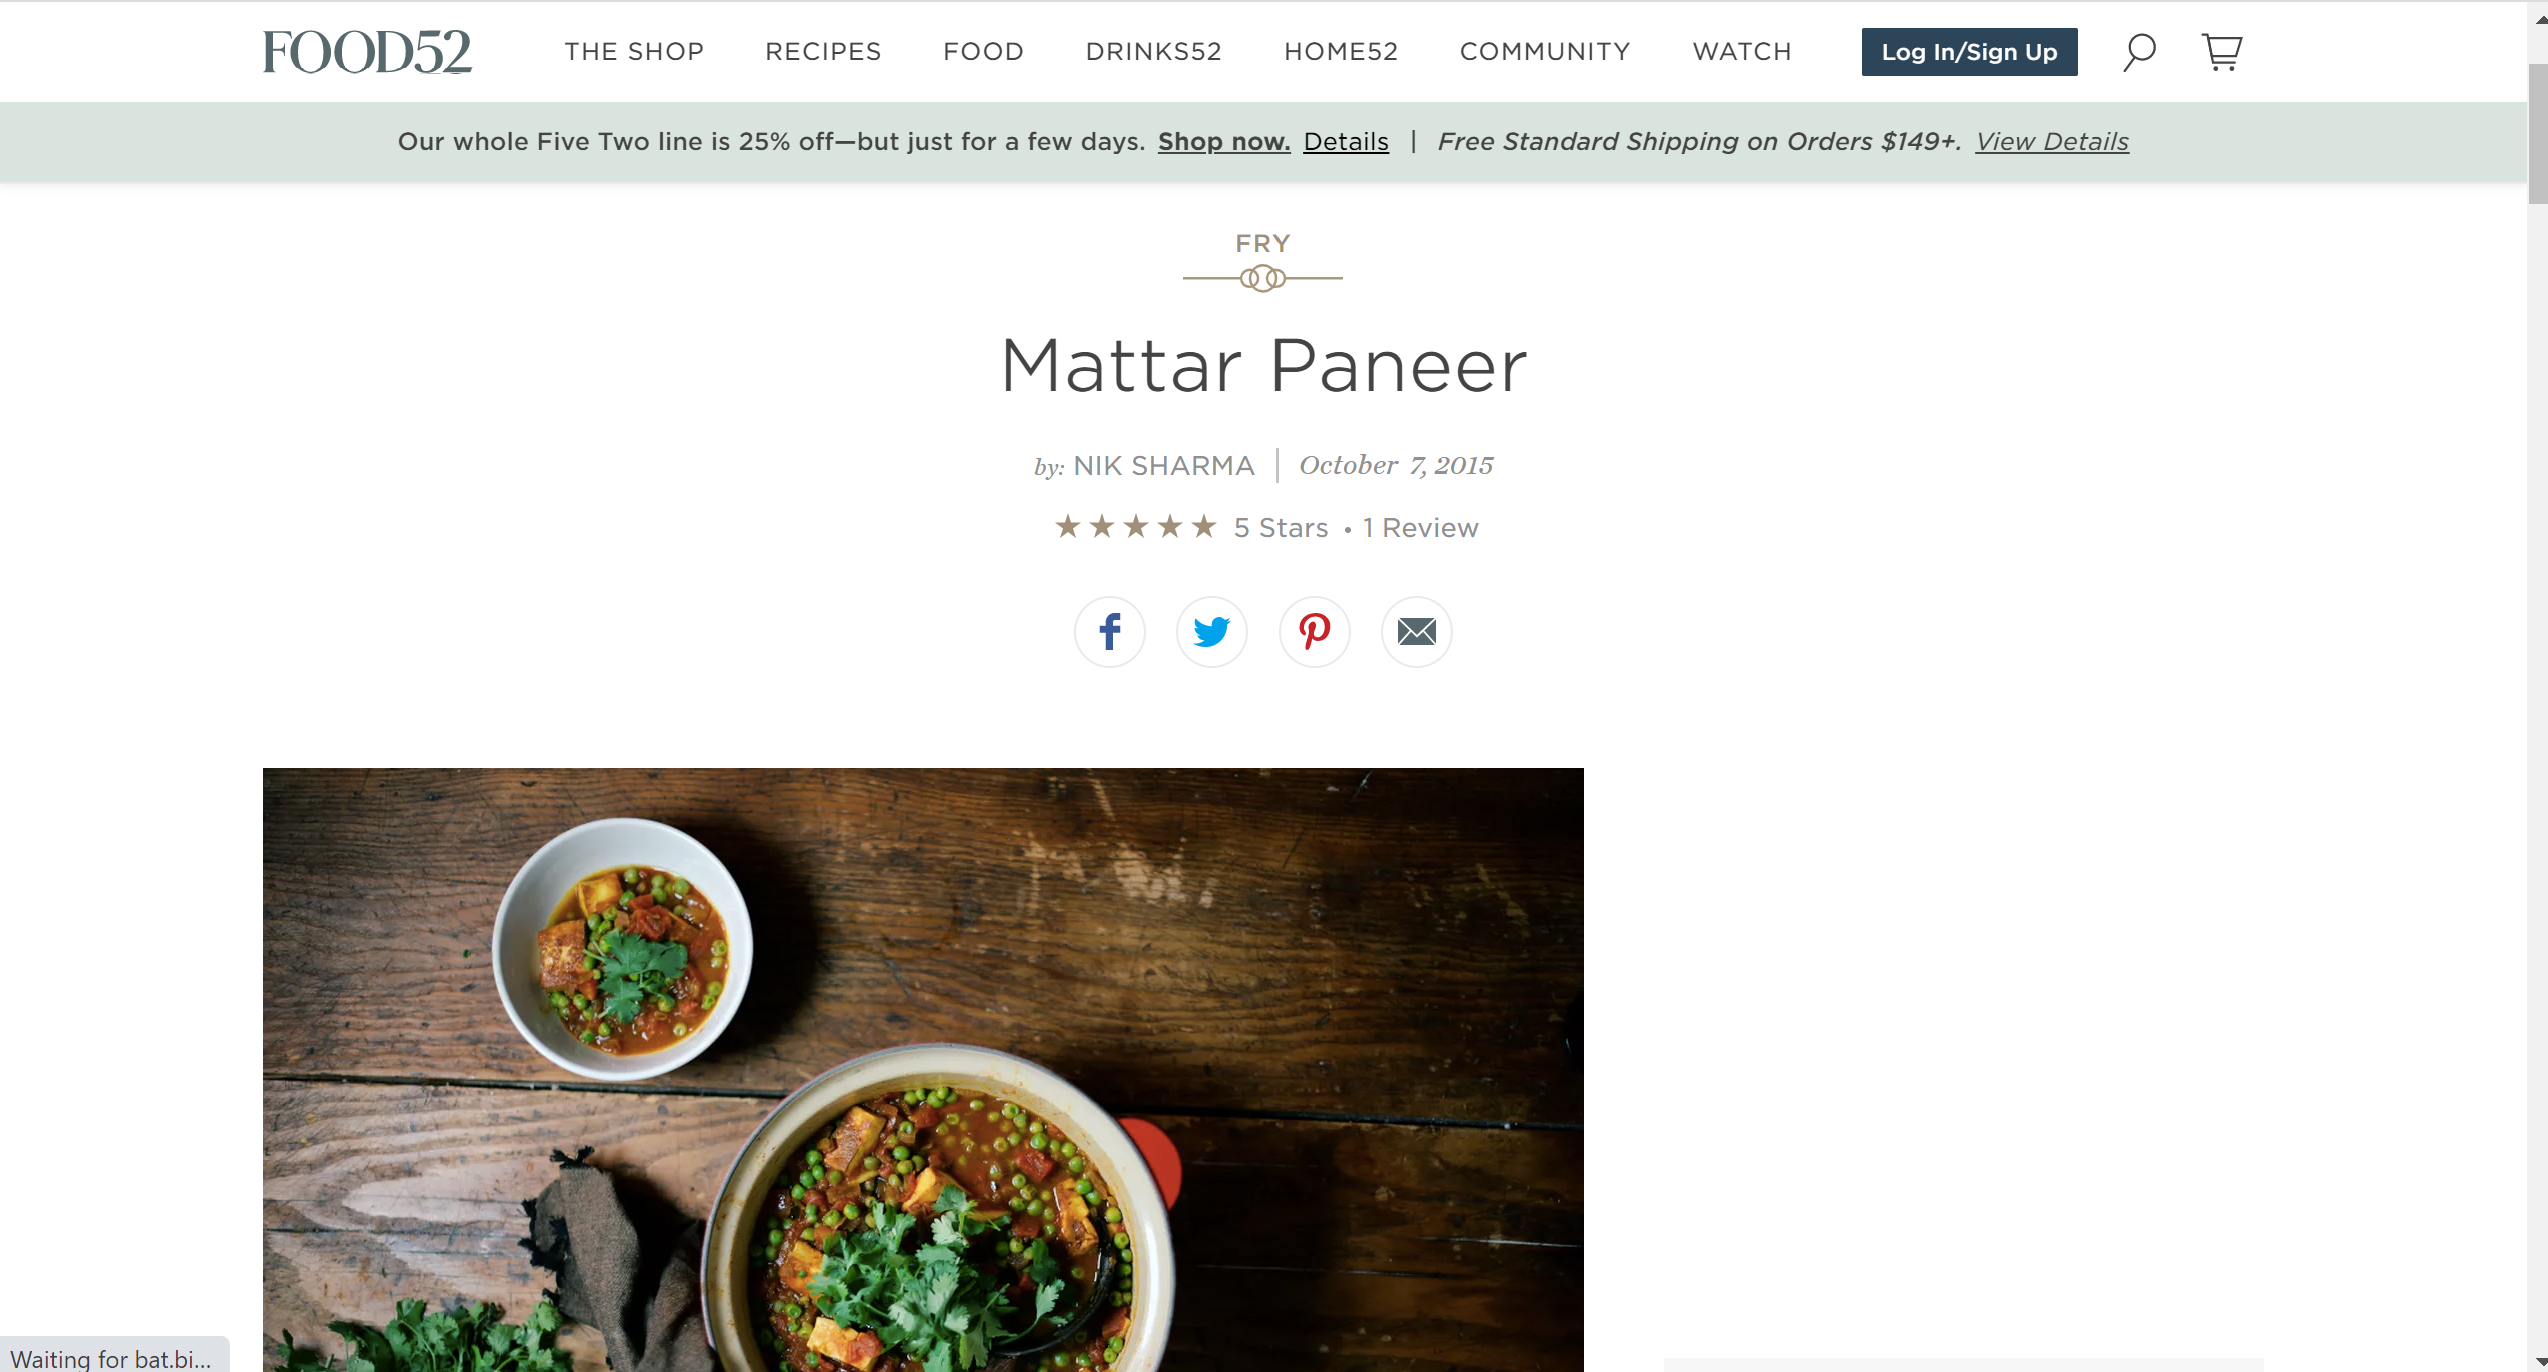 FOOD52 THE SHOP RECIPES FOOD DRINKS52 HOME52 COMMUNITY WATCH Log In/Sign Up
Our whole Five Two line is 25% off—but just for a few days. Shop now. Details | Free Standard Shipping on Orders $149+. View Details
FRY
Mattar Paneer
by: NIK SHARMA | October 7, 2015
★★★★★ 5 Stars • 1 Review
Waiting for bat.bi...